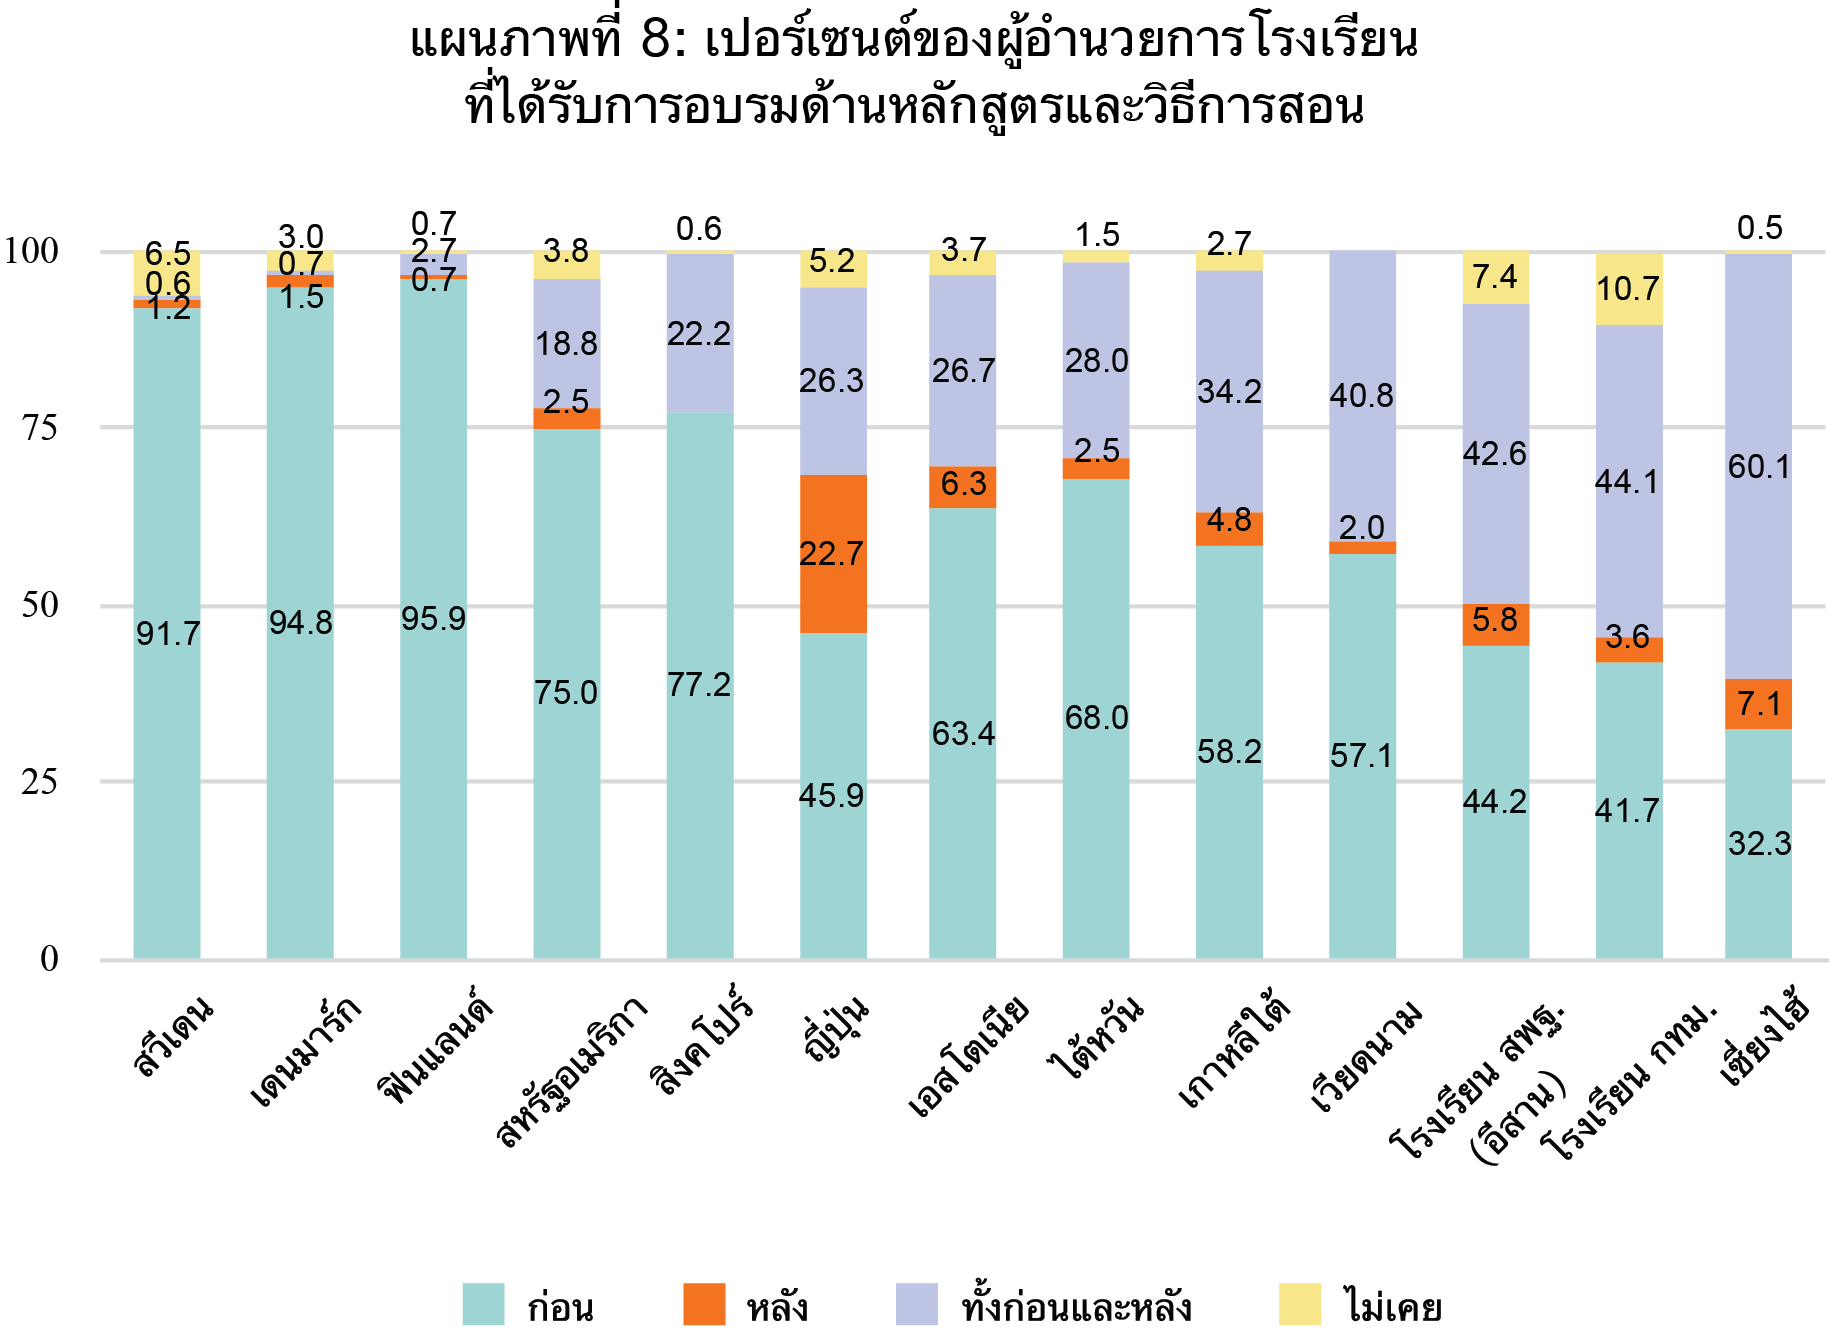 แผนภาพที่ 8: เปอร์เซนต์ของผู้อำนวยการโรงเรียน
ที่ได้รับการอบรมด้านหลักสูตรและวิธีการสอน
0.7 0.6 1.5 0.5
3.0 2.7
100 6.5 0.7 2.7 3.8 5.2 3.7 7.4 10.7
0.6 1.5 0.7
1.2
18.8 22.2 26.3 26.7 28.0 34.2 40.8
2.5
75 2.5 42.6 44.1 60.1
6.3
22.7 4.8 2.0
50 91.7 94.8 95.9 5.8 3.6
75.0 77.2 63.4 68.0 58.2 57.1 7.1
25 45.9 44.2 41.7 32.3
0
สวีเดน
เดนมาร์ก
ฟินแลนด์
สหรัฐอเมริกา
สิงคโปร์
ญี่ปุ่น
เอสโตเนีย
ไต้หวัน
เกาหลีใต้
เวียดนาม
โรงเรียน สพฐ.
(อีสาน)
โรงเรียน กทม.
เซี่ยงไฮ้
ก่อน หลัง ทั้งก่อนและหลัง ไม่เคย